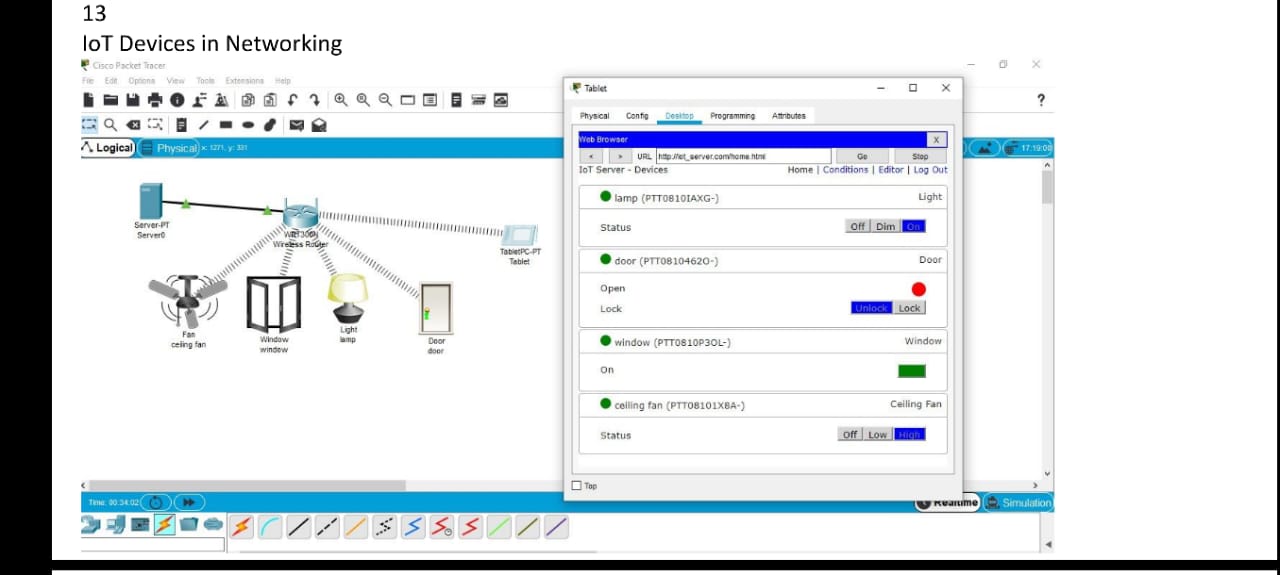 13
IoT Devices in Networking
Cisco Packet Tracer
File Edit Options View Tools Extensions Help
?
Logical Physical x: 1271, y: 331
17:19:00
Server-PT
Server0
WRT300N
Wireless Router
TabletPC-PT
Tablet
Fan
ceiling fan
Window
window
Light
lamp
Door
door
Tablet
Physical Config Desktop Programming Attributes
Web Browser X
< > URL http://iot_server.com/home.html Go Stop
IoT Server - Devices Home | Conditions | Editor | Log Out
lamp (PTT0810IAXG-) Light
Status Off Dim On
door (PTT0810462O-) Door
Open
Lock Unlock Lock
window (PTT0810P3OL-) Window
On
ceiling fan (PTT08101X8A-) Ceiling Fan
Status Off Low High
Top
Time: 00:34:02
Realtime Simulation